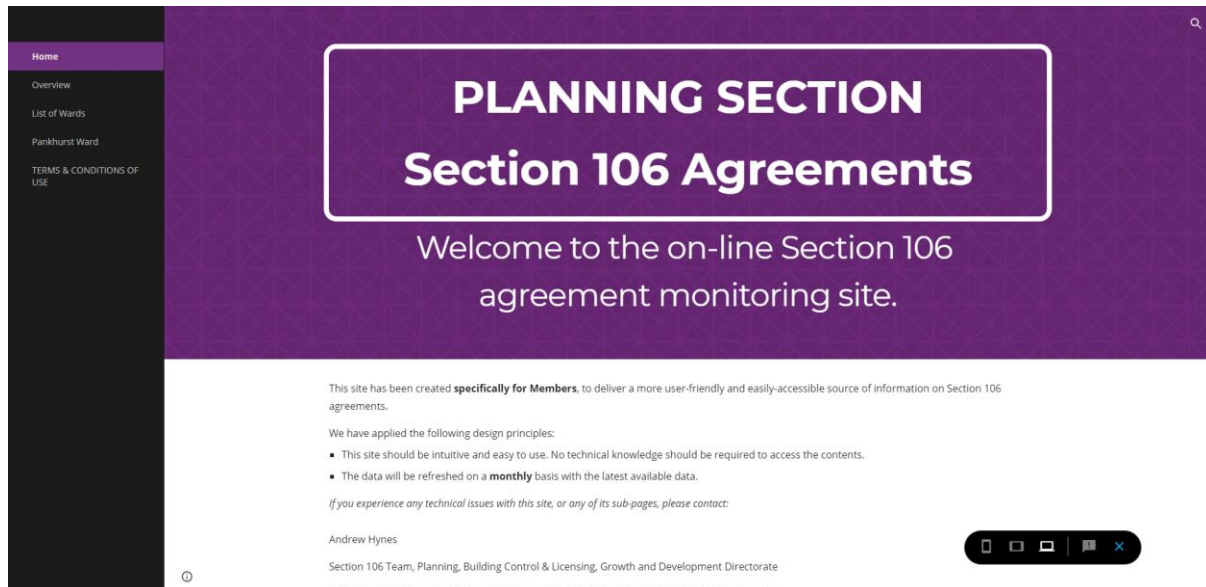 Home
Overview
List of Wards
Pankhurst Ward
TERMS & CONDITIONS OF
USE
PLANNING SECTION
Section 106 Agreements
Welcome to the on-line Section 106
agreement monitoring site.
This site has been created specifically for Members, to deliver a more user-friendly and easily-accessible source of information on Section 106
agreements.
We have applied the following design principles:
▪ This site should be intuitive and easy to use. No technical knowledge should be required to access the contents.
▪ The data will be refreshed on a monthly basis with the latest available data.
If you experience any technical issues with this site, or any of its sub-pages, please contact:
Andrew Hynes
Section 106 Team, Planning, Building Control & Licensing, Growth and Development Directorate